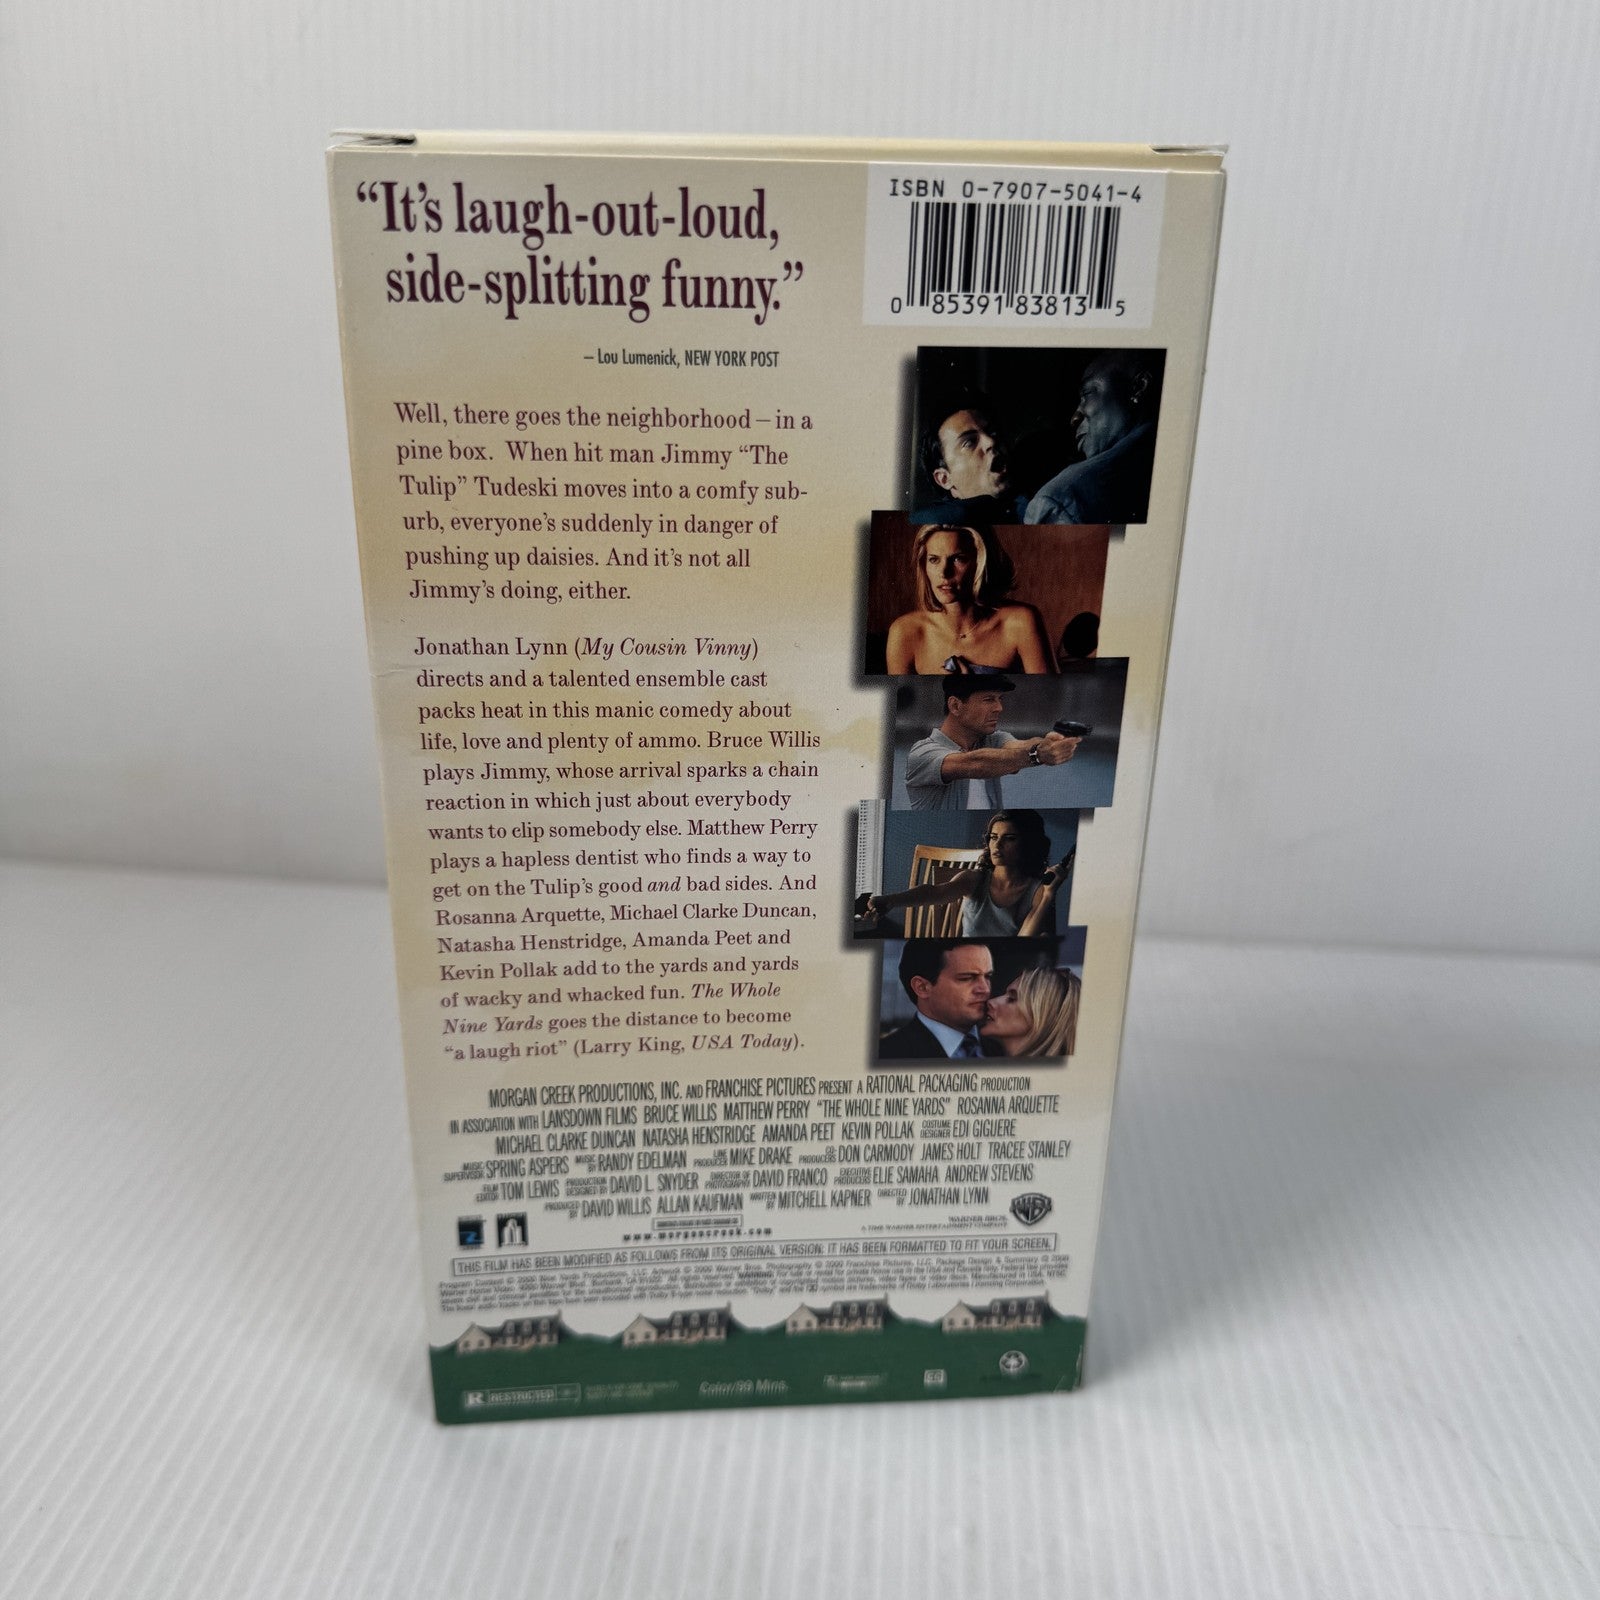 "It's laugh-out-loud,
side-splitting funny."
– Lou Lumenick, NEW YORK POST
ISBN 0-7907-5041-4
0 85391 83813 5
Well, there goes the neighborhood – in a
pine box. When hit man Jimmy "The
Tulip" Tudeski moves into a comfy sub-
urb, everyone's suddenly in danger of
pushing up daisies. And it's not all
Jimmy's doing, either.
Jonathan Lynn (My Cousin Vinny)
directs and a talented ensemble cast
packs heat in this manic comedy about
life, love and plenty of ammo. Bruce Willis
plays Jimmy, whose arrival sparks a chain
reaction in which just about everybody
wants to clip somebody else. Matthew Perry
plays a hapless dentist who finds a way to
get on the Tulip's good and bad sides. And
Rosanna Arquette, Michael Clarke Duncan,
Natasha Henstridge, Amanda Peet and
Kevin Pollak add to the yards and yards
of wacky and whacked fun. The Whole
Nine Yards goes the distance to become
"a laugh riot" (Larry King, USA Today).
MORGAN CREEK PRODUCTIONS, INC. AND FRANCHISE PICTURES PRESENT A RATIONAL PACKAGING PRODUCTION
IN ASSOCIATION WITH LANSDOWN FILMS BRUCE WILLIS MATTHEW PERRY "THE WHOLE NINE YARDS" ROSANNA ARQUETTE
MICHAEL CLARKE DUNCAN NATASHA HENSTRIDGE AMANDA PEET KEVIN POLLAK COSTUME DESIGNER EDI GIGUERE
MUSIC SUPERVISOR SPRING ASPERS MUSIC BY RANDY EDELMAN LINE PRODUCER MIKE DRAKE CO-PRODUCERS DON CARMODY JAMES HOLT TRACEE STANLEY
FILM EDITOR TOM LEWIS PRODUCTION DESIGNED BY DAVID L. SNYDER DIRECTOR OF PHOTOGRAPHY DAVID FRANCO EXECUTIVE PRODUCERS ELIE SAMAHA ANDREW STEVENS
PRODUCED BY DAVID WILLIS ALLAN KAUFMAN WRITTEN BY MITCHELL KAPNER DIRECTED BY JONATHAN LYNN
www.morgancreek.com
WARNER BROS.
A TIME WARNER ENTERTAINMENT COMPANY
THIS FILM HAS BEEN MODIFIED AS FOLLOWS FROM ITS ORIGINAL VERSION: IT HAS BEEN FORMATTED TO FIT YOUR SCREEN.
R RESTRICTED
Color/99 Mins.